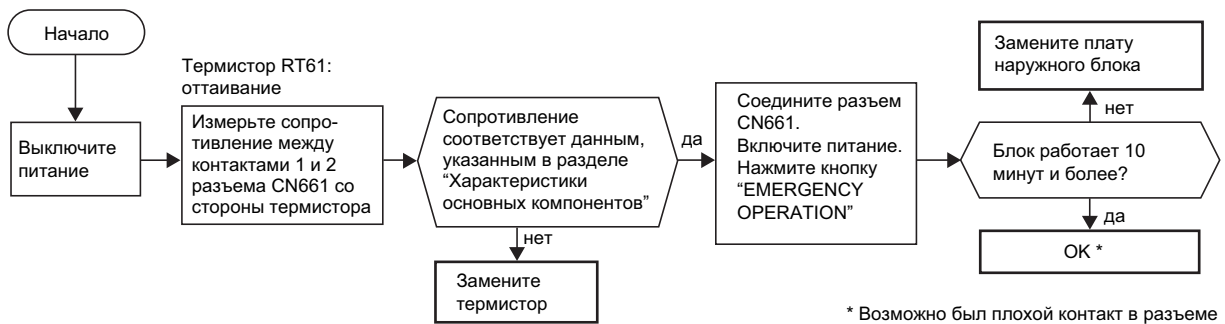 Начало
Выключите
питание
Термистор RT61:
оттаивание
Измерьте сопро-
тивление между
контактами 1 и 2
разъема CN661 со
стороны термистора
Сопротивление
соответствует данным,
указанным в разделе
“Характеристики
основных компонентов”
да
нет
Замените
термистор
Соедините разъем
CN661.
Включите питание.
Нажмите кнопку
“EMERGENCY
OPERATION”
Замените плату
наружного блока
нет
Блок работает 10
минут и более?
да
OK *
* Возможно был плохой контакт в разъеме